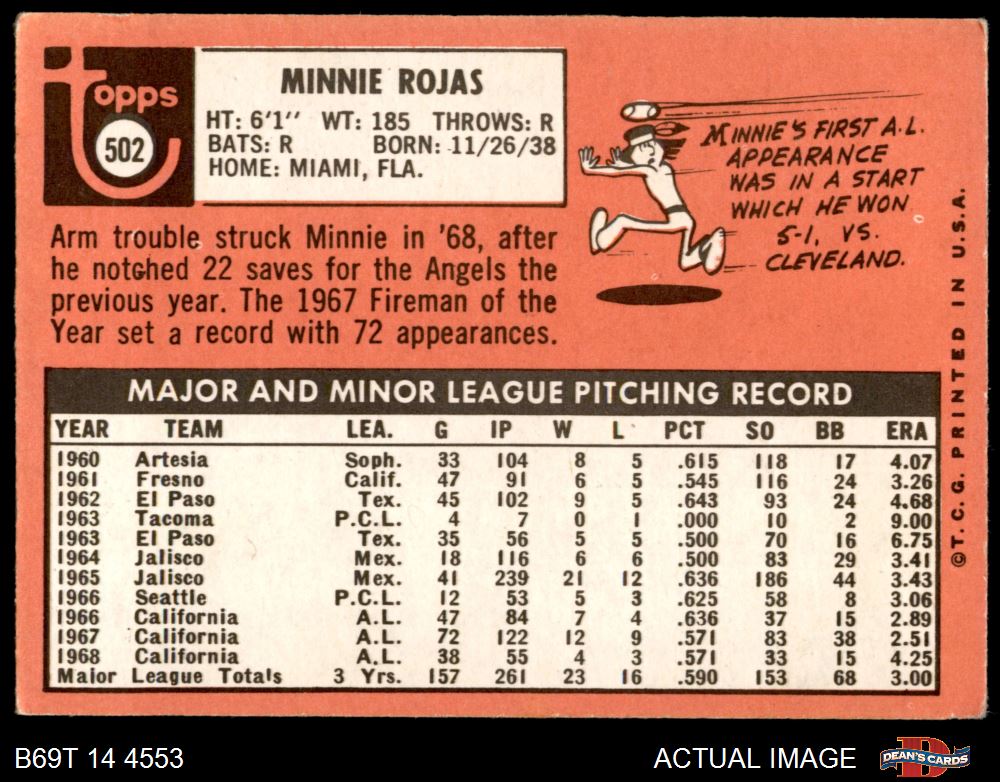 topps
502
MINNIE ROJAS
HT: 6'1" WT: 185 THROWS: R
BATS: R BORN: 11/26/38
HOME: MIAMI, FLA.
MINNIE'S FIRST A.L.
APPEARANCE
WAS IN A START
WHICH HE WON
5-1, VS.
CLEVELAND.
Arm trouble struck Minnie in '68, after
he notched 22 saves for the Angels the
previous year. The 1967 Fireman of the
Year set a record with 72 appearances.
MAJOR AND MINOR LEAGUE PITCHING RECORD
YEAR TEAM LEA. G IP W L PCT SO BB ERA
1960 Artesia Soph. 33 104 8 5 .615 118 17 4.07
1961 Fresno Calif. 47 91 6 5 .545 116 24 3.26
1962 El Paso Tex. 45 102 9 5 .643 93 24 4.68
1963 Tacoma P.C.L. 4 7 0 1 .000 10 2 9.00
1963 El Paso Tex. 35 56 5 5 .500 70 16 6.75
1964 Jalisco Mex. 18 116 6 6 .500 83 29 3.41
1965 Jalisco Mex. 41 239 21 12 .636 186 44 3.43
1966 Seattle P.C.L. 12 53 5 3 .625 58 8 3.06
1966 California A.L. 47 84 7 4 .636 37 15 2.89
1967 California A.L. 72 122 12 9 .571 83 38 2.51
1968 California A.L. 38 55 4 3 .571 33 15 4.25
Major League Totals 3 Yrs. 157 261 23 16 .590 153 68 3.00
©T.C.G. PRINTED IN U.S.A.
B69T 14 4553
ACTUAL IMAGE
DEAN'S CARDS